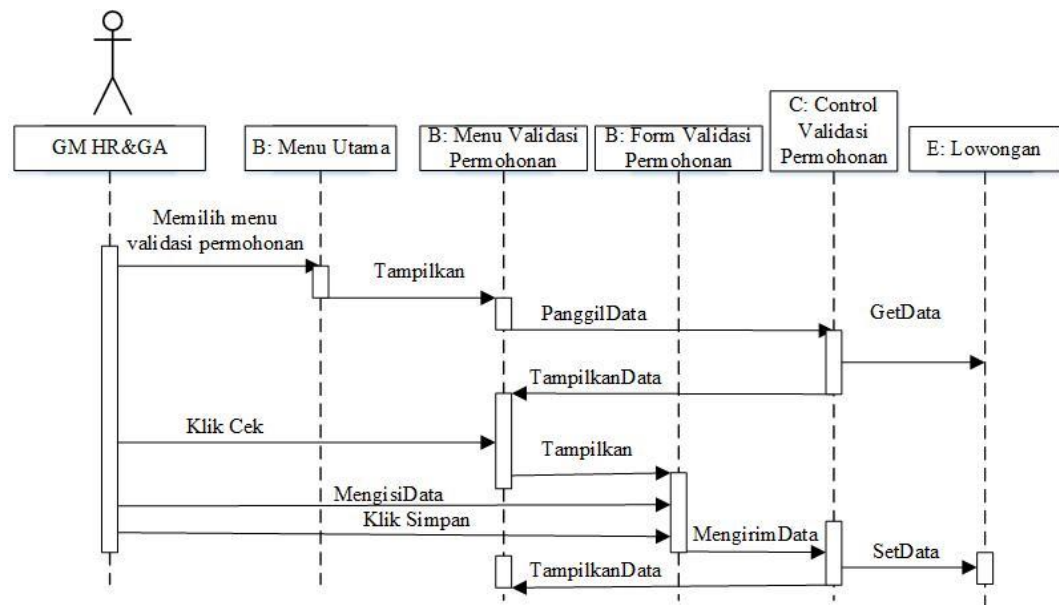 GM HR&GA
B: Menu Utama
B: Menu Validasi
Permohonan
B: Form Validasi
Permohonan
C: Control
Validasi
Permohonan
E: Lowongan
Memilih menu
validasi permohonan
Tampilkan
PanggilData
GetData
TampilkanData
Klik Cek
Tampilkan
MengisiData
Klik Simpan
MengirimData
SetData
TampilkanData